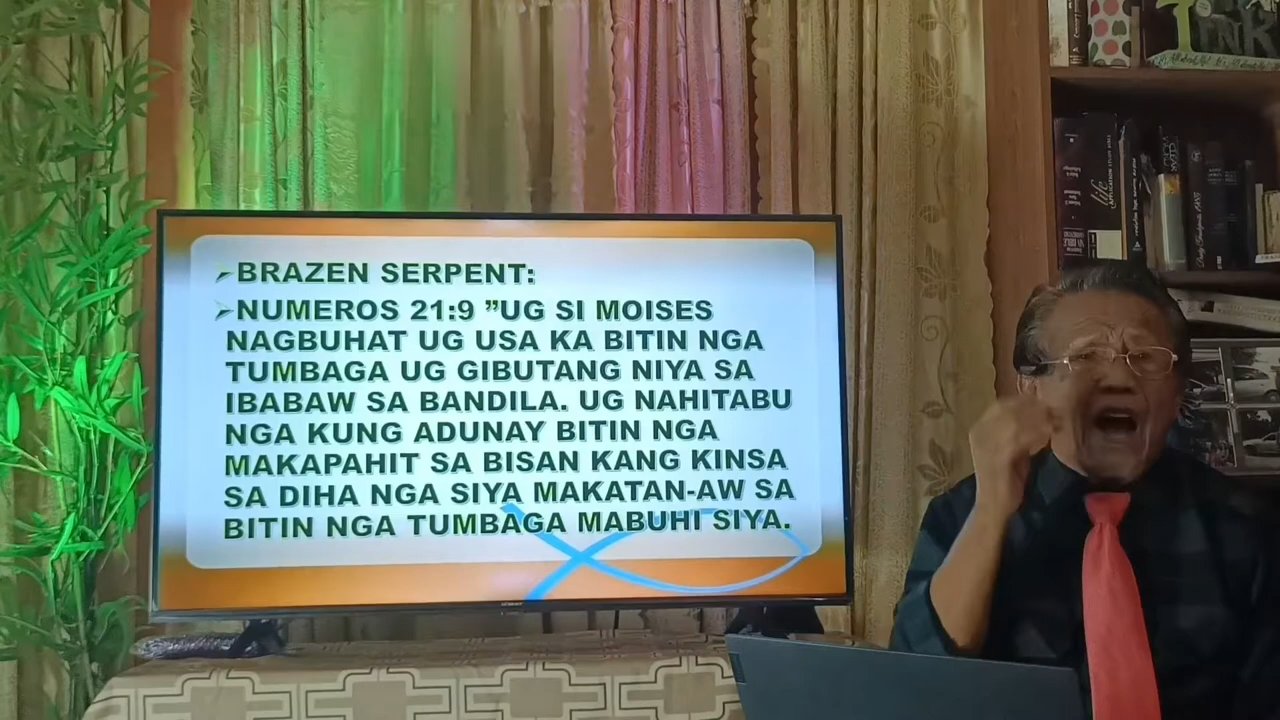 ➢BRAZEN SERPENT:
➢NUMEROS 21:9 ”UG SI MOISES
NAGBUHAT UG USA KA BITIN NGA
TUMBAGA UG GIBUTANG NIYA SA
IBABAW SA BANDILA. UG NAHITABU
NGA KUNG ADUNAY BITIN NGA
MAKAPAHIT SA BISAN KANG KINSA
SA DIHA NGA SIYA MAKATAN-AW SA
BITIN NGA TUMBAGA MABUHI SIYA.
life